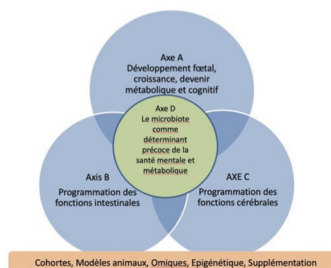 Axe A
Développement fœtal,
croissance, devenir
métabolique et cognitif
Axe D
Le microbiote
comme
déterminant
précoce de la
santé mentale et
métabolique
Axis B
Programmation des
fonctions intestinales
AXE C
Programmation des
fonctions cérébrales
Cohortes, Modèles animaux, Omiques, Epigénétique, Supplémentation